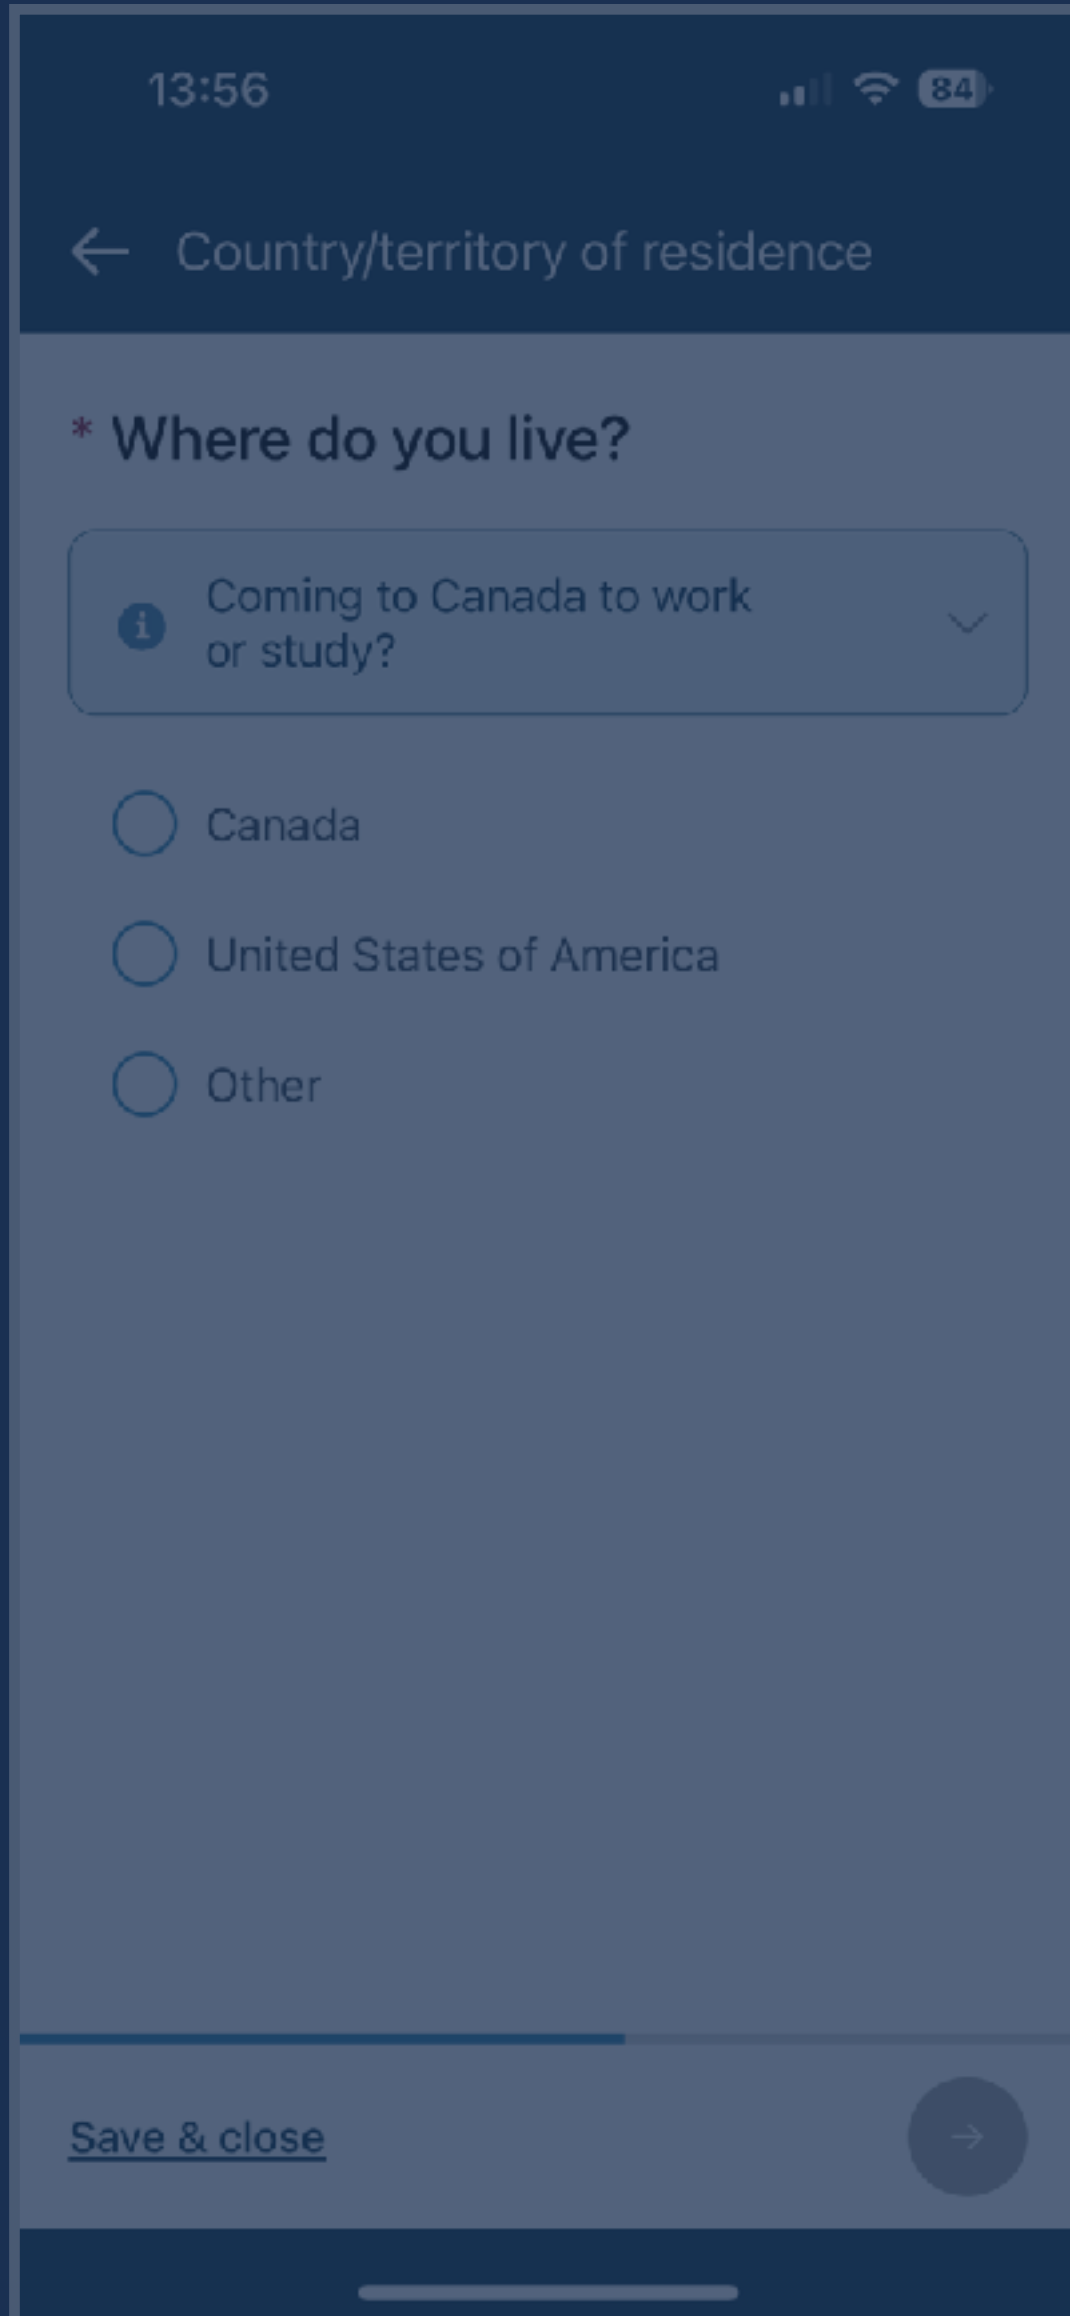 13:56
84
Country/territory of residence
* Where do you live?
Coming to Canada to work
or study?
Canada
United States of America
Other
Save & close